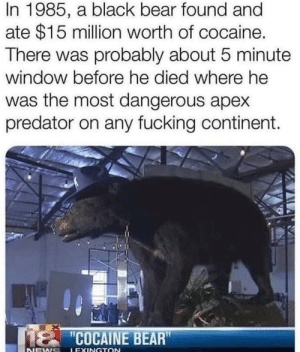 In 1985, a black bear found and
ate $15 million worth of cocaine.
There was probably about 5 minute
window before he died where he
was the most dangerous apex
predator on any fucking continent.
18 "COCAINE BEAR"
NEWS LEXINGTON